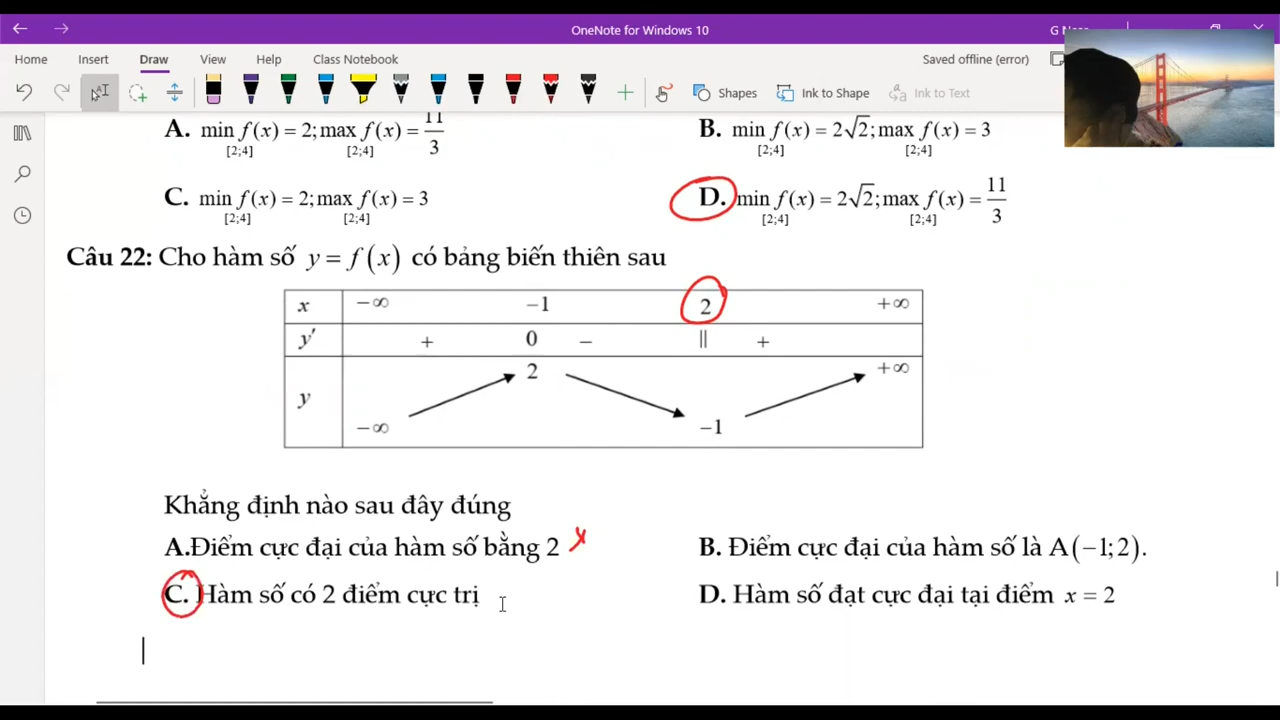 OneNote for Windows 10
Home Insert Draw View Help Class Notebook Saved offline (error)
Shapes Ink to Shape Ink to Text
A. min f(x) = 2; max f(x) = 11/3
[2;4] [2;4]
B. min f(x) = 2√2; max f(x) = 3
[2;4] [2;4]
C. min f(x) = 2; max f(x) = 3
[2;4] [2;4]
D. min f(x) = 2√2; max f(x) = 11/3
[2;4] [2;4]
Câu 22: Cho hàm số y = f(x) có bảng biến thiên sau
x −∞ −1 2 +∞
y′ + 0 − || +
2 +∞
y
−∞ −1
Khẳng định nào sau đây đúng
A.Điểm cực đại của hàm số bằng 2 x
B. Điểm cực đại của hàm số là A(−1;2).
C. Hàm số có 2 điểm cực trị
D. Hàm số đạt cực đại tại điểm x = 2